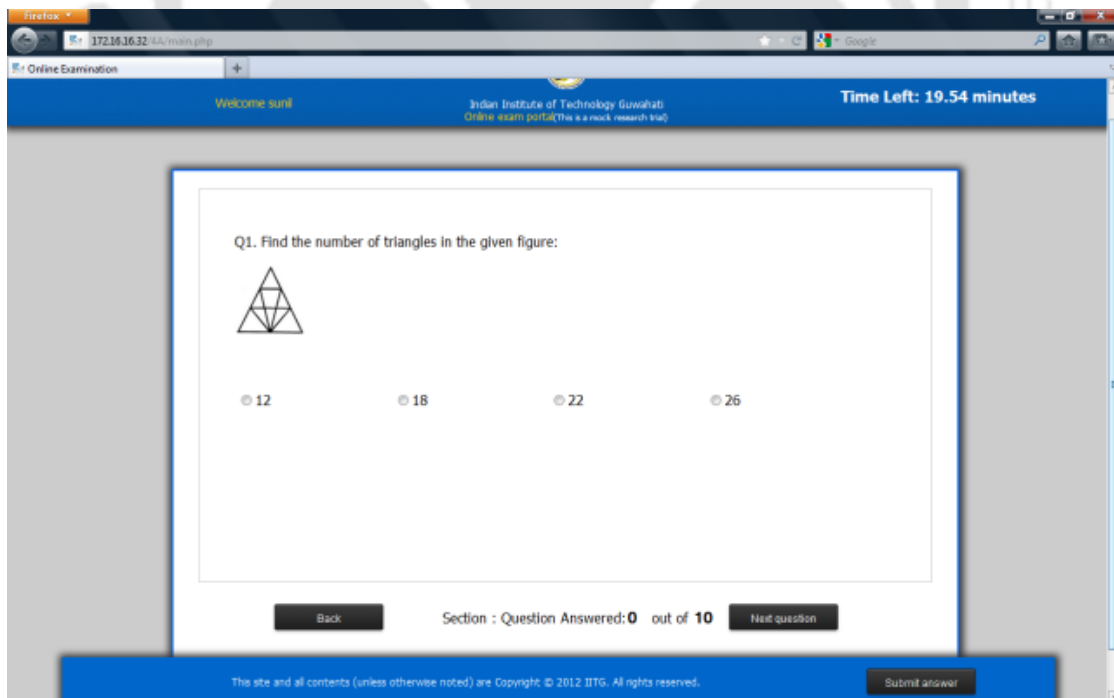 firefox
172.16.16.32/4A/main.php
Google
Online Examination
Welcome sunil
Indian Institute of Technology Guwahati
Online exam portal(This is a mock research trial)
Time Left: 19.54 minutes
Q1. Find the number of triangles in the given figure:
12 18 22 26
Back
Section : Question Answered: 0 out of 10
Next question
This site and all contents (unless otherwise noted) are Copyright © 2012 IITG. All rights reserved.
Submit answer